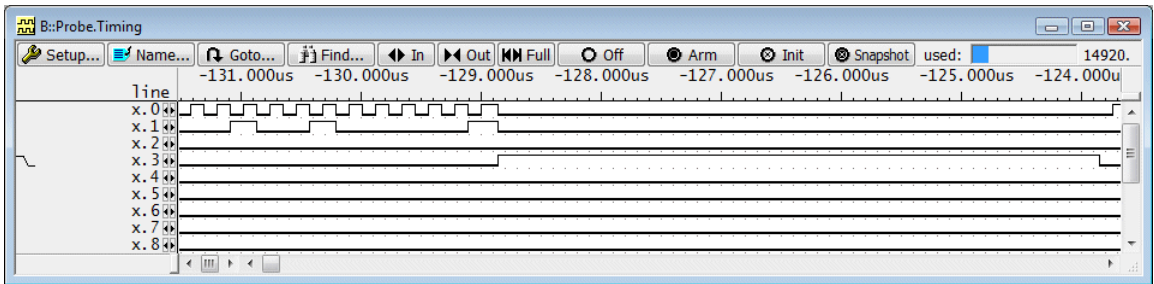 B::Probe.Timing
Setup... Name... Goto... Find... In Out Full Off Arm Init Snapshot used: 14920.
-131.000us -130.000us -129.000us -128.000us -127.000us -126.000us -125.000us -124.000u
line
x.0
x.1
x.2
x.3
x.4
x.5
x.6
x.7
x.8